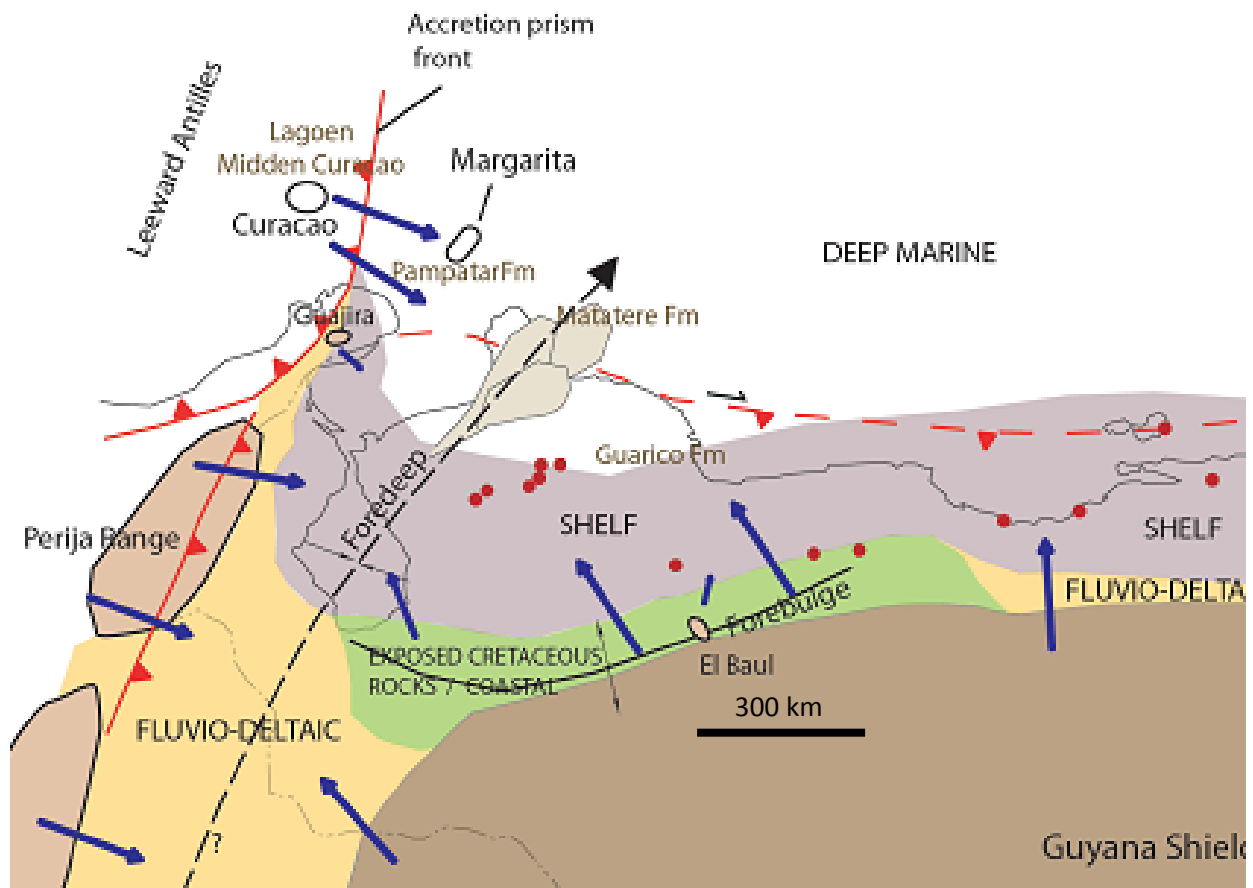 Accretion prism
front
Leeward Antilles
Lagoen
Midden Curacao
Margarita
Curacao
DEEP MARINE
PampatarFm
Guajira
Matatere Fm
Guarico Fm
Foredeep
Perija Range
SHELF
SHELF
FLUVIO-DELTA
Forebulge
EXPOSED CRETACEOUS
ROCKS / COASTAL
El Baul
300 km
FLUVIO-DELTAIC
?
Guyana Shield